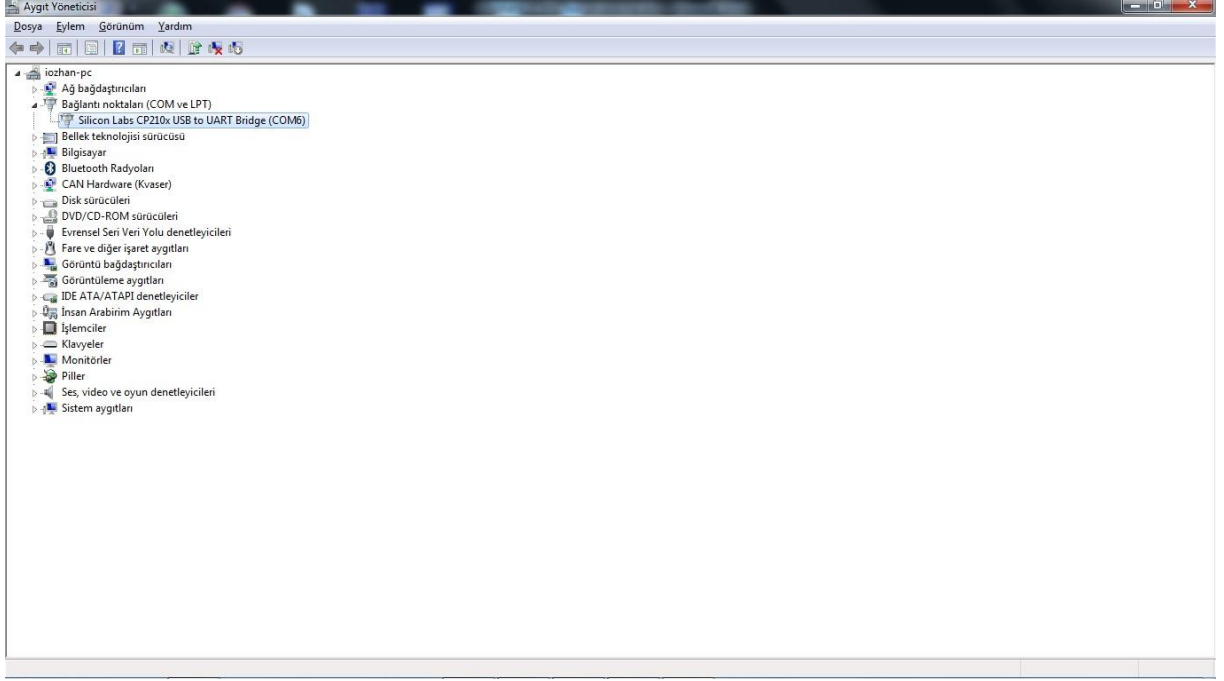 Aygıt Yöneticisi
Dosya Eylem Görünüm Yardım
iozhan-pc
Ağ bağdaştırıcıları
Bağlantı noktaları (COM ve LPT)
Silicon Labs CP210x USB to UART Bridge (COM6)
Bellek teknolojisi sürücüsü
Bilgisayar
Bluetooth Radyoları
CAN Hardware (Kvaser)
Disk sürücüleri
DVD/CD-ROM sürücüleri
Evrensel Seri Veri Yolu denetleyicileri
Fare ve diğer işaret aygıtları
Görüntü bağdaştırıcıları
Görüntüleme aygıtları
IDE ATA/ATAPI denetleyiciler
İnsan Arabirim Aygıtları
İşlemciler
Klavyeler
Monitörler
Piller
Ses, video ve oyun denetleyicileri
Sistem aygıtları